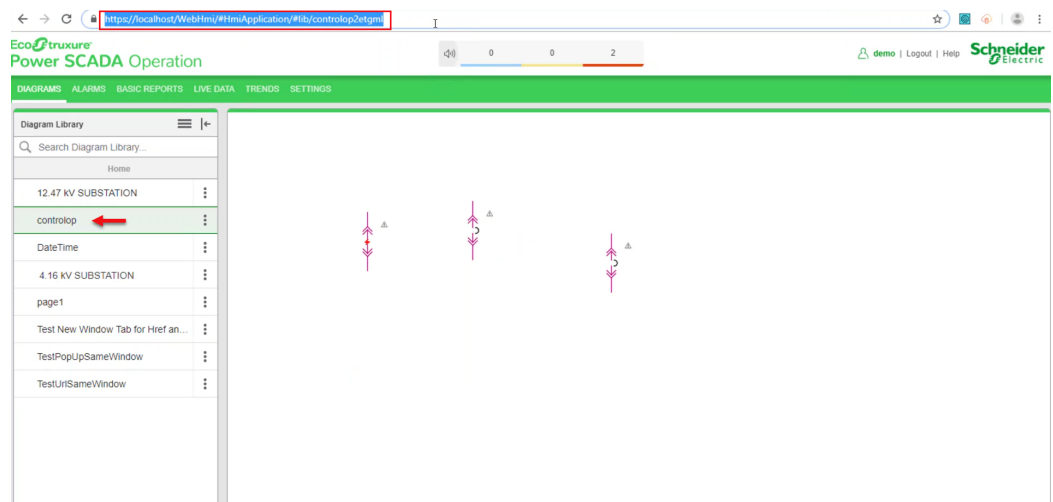 https://localhost/WebHmi/#HmiApplication/#lib/controlop2etgml
EcoStruxure
Power SCADA Operation
0 0 2
demo | Logout | Help
Schneider
Electric
DIAGRAMS ALARMS BASIC REPORTS LIVE DATA TRENDS SETTINGS
Diagram Library
Search Diagram Library...
Home
12.47 kV SUBSTATION
controlop
DateTime
4.16 kV SUBSTATION
page1
Test New Window Tab for Href an...
TestPopUpSameWindow
TestUrlSameWindow